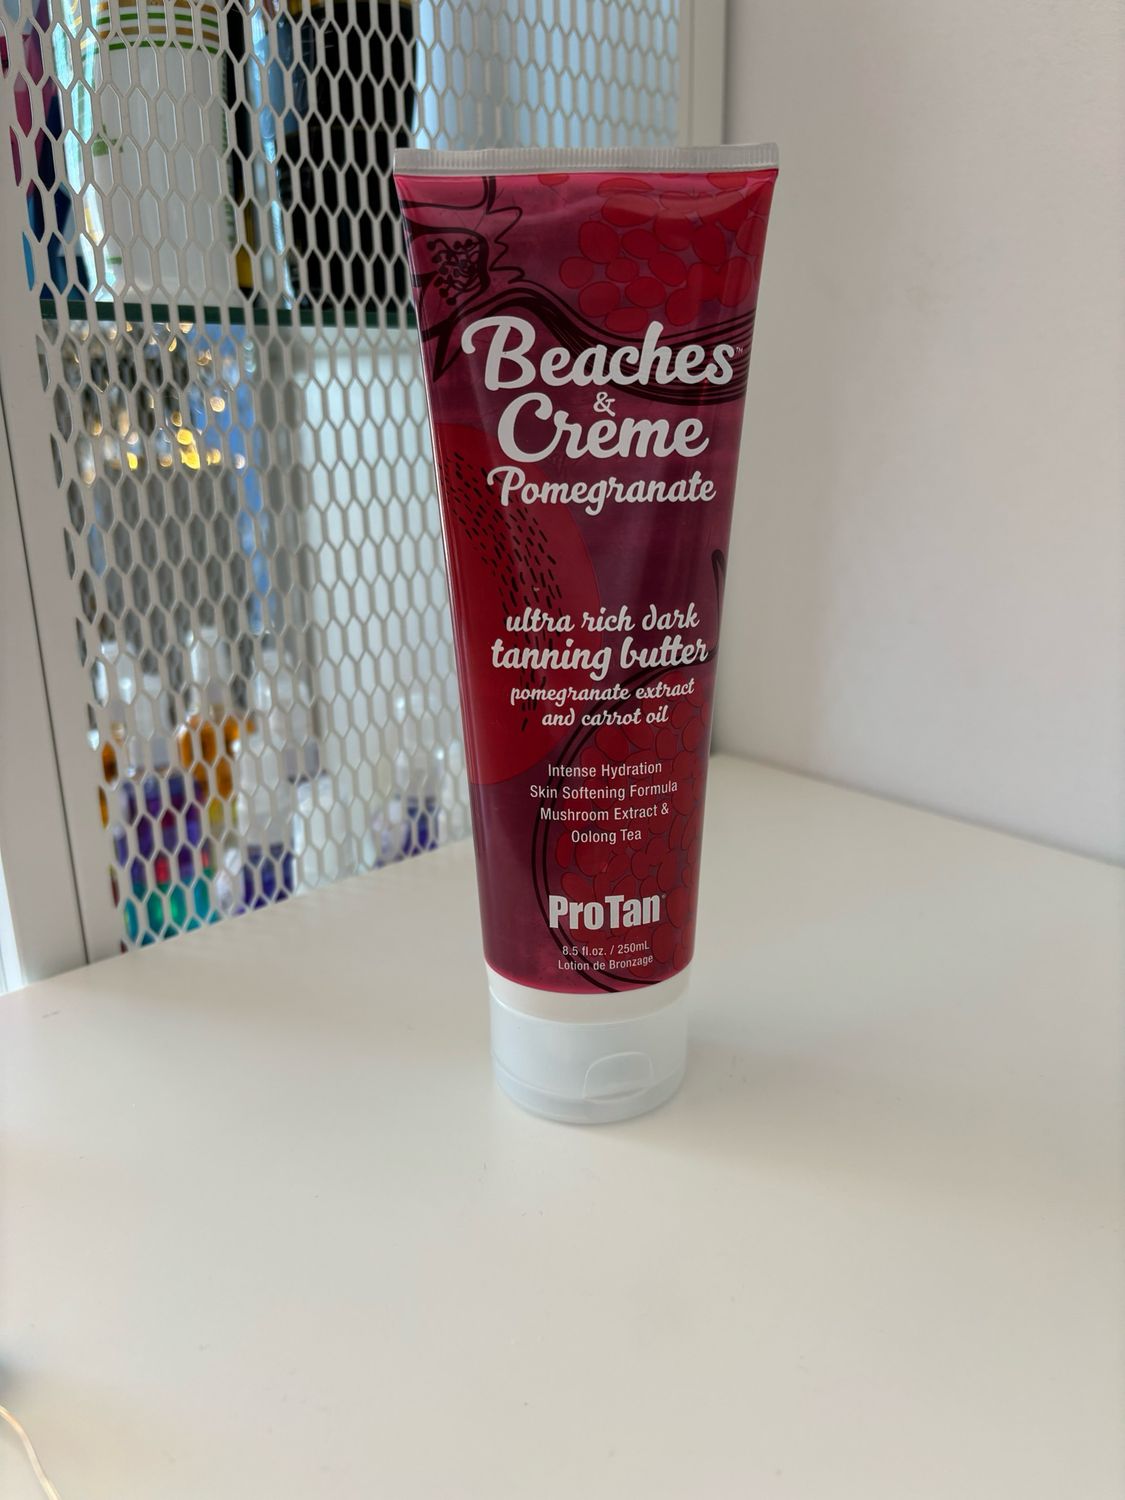 Beaches™
&
Crème
Pomegranate
ultra rich dark
tanning butter
pomegranate extract
and carrot oil
Intense Hydration
Skin Softening Formula
Mushroom Extract &
Oolong Tea
ProTan®
8.5 fl.oz. / 250mL
Lotion de Bronzage